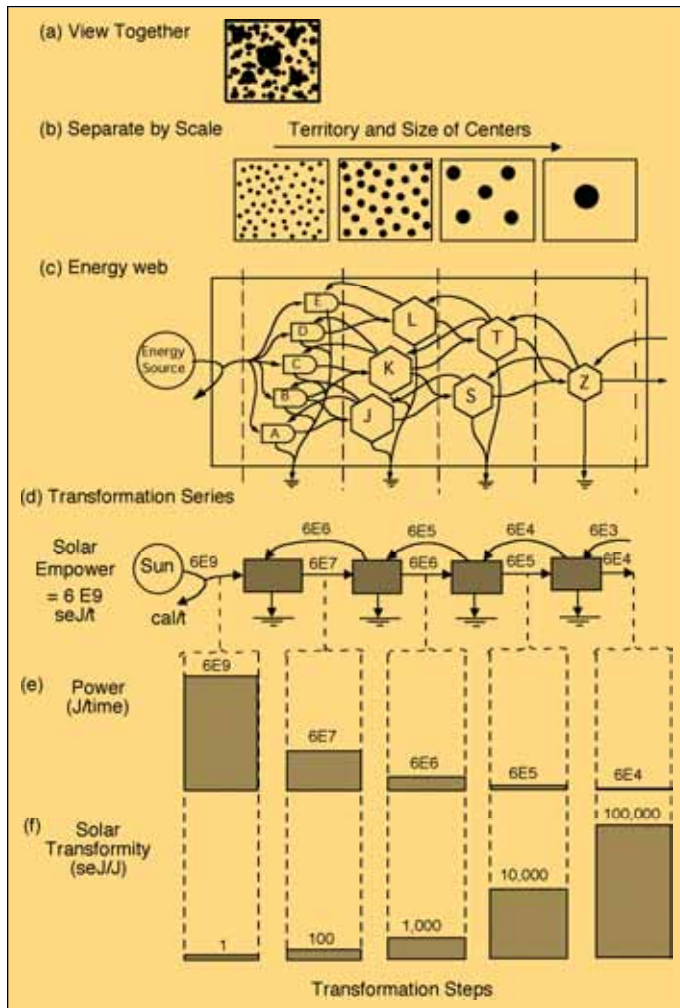 (a) View Together
(b) Separate by Scale
Territory and Size of Centers
(c) Energy web
Energy
Source
E
D
C
B
A
L
K
J
T
S
Z
(d) Transformation Series
Solar
Empower
= 6 E9
seJ/t
Sun
6E9
cal/t
6E6
6E5
6E4
6E3
6E7
6E6
6E5
6E4
(e) Power
(J/time)
6E9
6E7
6E6
6E5
6E4
(f) Solar
Transformity
(seJ/J)
1
100
1,000
10,000
100,000
Transformation Steps